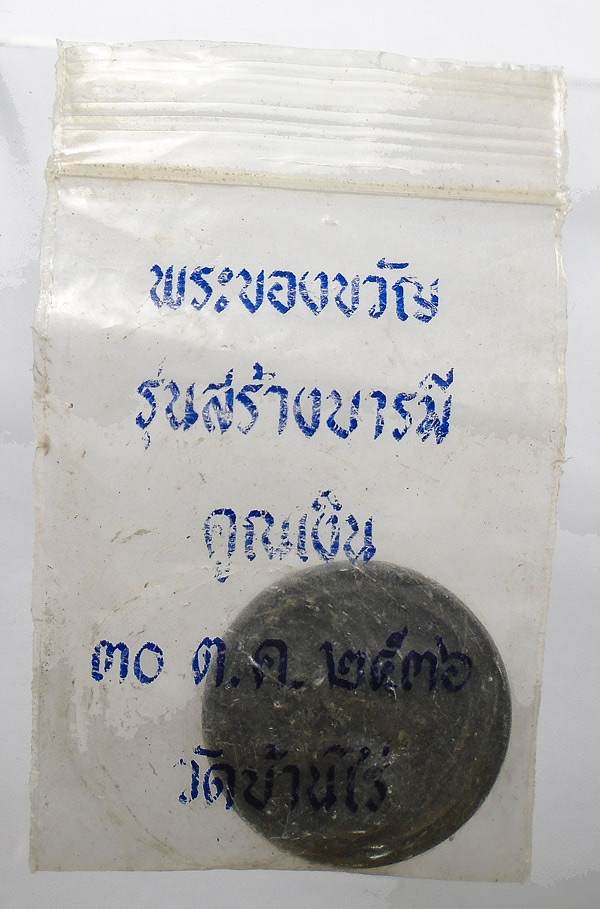 พระของขวัญ
รุ่นสร้างบารมี
คูณเงิน
๓๐ ต.ค. ๒๕๓๖
วัดบ้านไร่